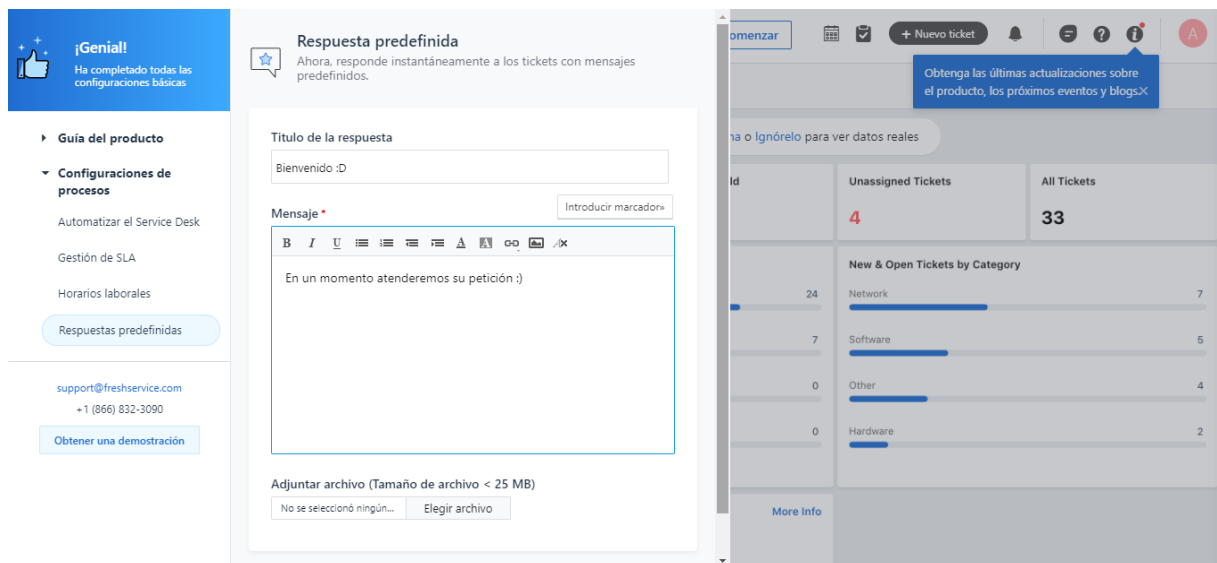 ¡Genial!
Ha completado todas las
configuraciones básicas
Guía del producto
Configuraciones de
procesos
Automatizar el Service Desk
Gestión de SLA
Horarios laborales
Respuestas predefinidas
support@freshservice.com
+1 (866) 832-3090
Obtener una demostración
Respuesta predefinida
Ahora, responde instantáneamente a los tickets con mensajes
predefinidos.
Titulo de la respuesta
Bienvenido :D
Mensaje *
Introducir marcador»
B I U A A
En un momento atenderemos su petición :)
Adjuntar archivo (Tamaño de archivo < 25 MB)
No se seleccionó ningún... Elegir archivo
omenzar
+ Nuevo ticket
A
Obtenga las últimas actualizaciones sobre
el producto, los próximos eventos y blogs.
o Ignórelo para ver datos reales
ld
Unassigned Tickets
4
All Tickets
33
24
7
0
0
New & Open Tickets by Category
Network 7
Software 5
Other 4
Hardware 2
More Info